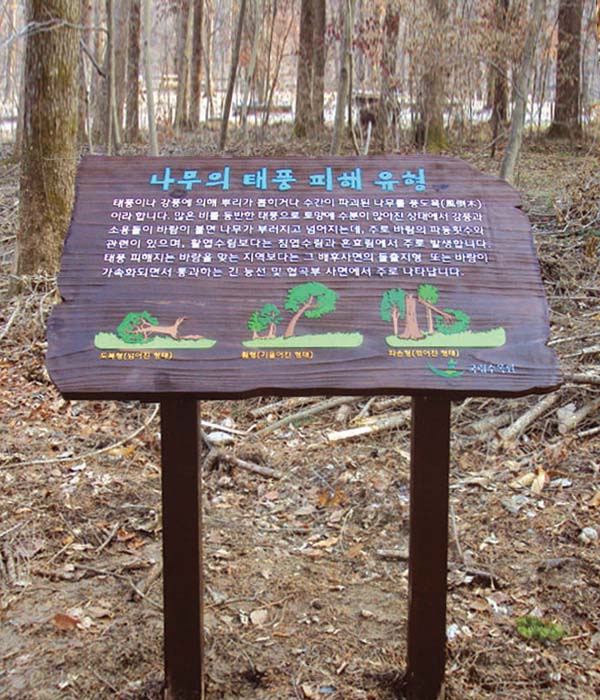 나무의 태풍 피해 유형
태풍이나 강풍에 의해 뿌리가 뽑히거나 수간이 파괴된 나무를 풍도목(風倒木)
이라 합니다. 많은 비를 동반한 태풍으로 토양에 수분이 많아진 상태에서 강풍과
소용돌이 바람이 불면 나무가 부러지고 넘어지는데, 주로 바람의 파동횟수와
관련이 있으며, 활엽수림보다는 침엽수림과 혼효림에서 주로 발생합니다.
태풍 피해지는 바람을 맞는 지역보다는 그 배후사면의 돌출지형 또는 바람이
가속화되면서 통과하는 긴 능선 및 협곡부 사면에서 주로 나타납니다.
도복형(넘어진 형태)
휨형(기울어진 형태)
좌손형(꺾어진 형태)
국립수목원